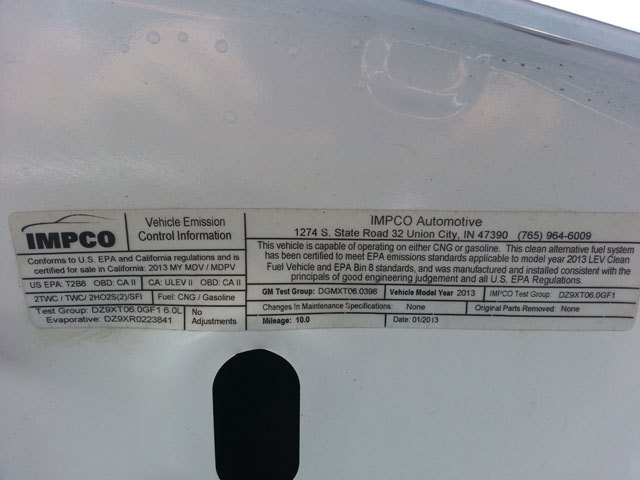 IMPCO
Vehicle Emission
Control Information
Conforms to U.S. EPA and California regulations and is
certified for sale in California: 2013 MY MDV / MDPV
US EPA: T2B8 OBD: CA II
CA: ULEV II OBD: CA II
2TWC/ TWC/ 2HO2S(2)/SFI
Fuel: CNG / Gasoline
Test Group: DZ9XT06.0GF1 6.0L
Evaporative: DZ9XR0223841
No
Adjustments
IMPCO Automotive
1274 S. State Road 32 Union City, IN 47390 (765) 964-6009
This vehicle is capable of operating on either CNG or gasoline. This clean alternative fuel system
has been certified to meet EPA emissions standards applicable to model year 2013 LEV Clean
Fuel Vehicle and EPA Bin 8 standards, and was manufactured and installed consistent with the
principals of good engineering judgement and all U.S. EPA Regulations.
GM Test Group: DGMXT06.0396
Vehicle Model Year 2013
IMPCO Test Group: DZ9XT06.0GF1
Changes In Maintenance Specifications: None
Original Parts Removed: None
Mileage: 10.0
Date: 01/2013